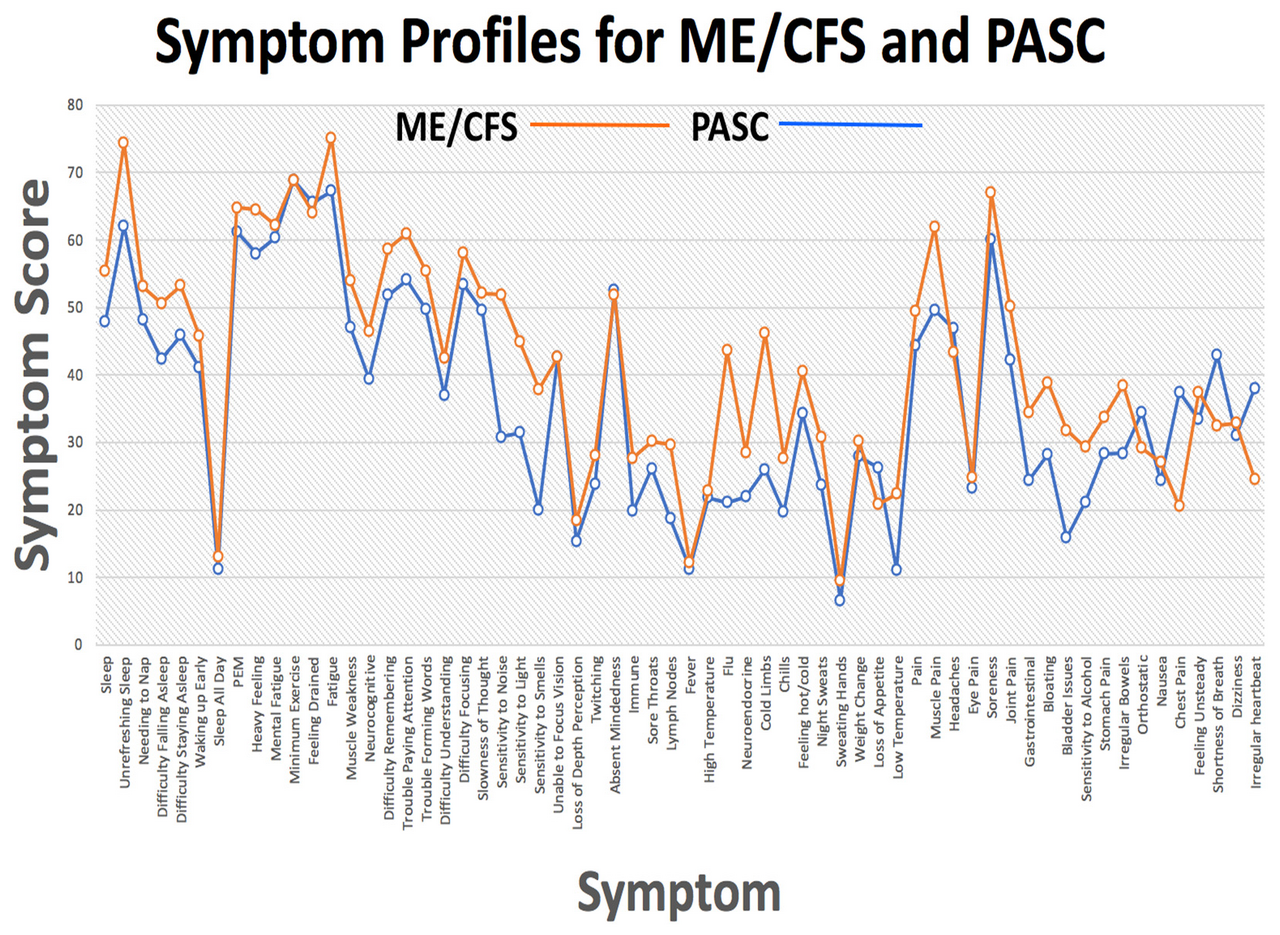 Symptom Profiles for ME/CFS and PASC
ME/CFS
PASC
Symptom Score
80
70
60
50
40
30
20
10
0
Sleep
Unrefreshing Sleep
Needing to Nap
Difficulty Falling Asleep
Difficulty Staying Asleep
Waking up Early
Sleep All Day
PEM
Heavy Feeling
Mental Fatigue
Minimum Exercise
Feeling Drained
Fatigue
Muscle Weakness
Neurocognitive
Difficulty Remembering
Trouble Paying Attention
Trouble Forming Words
Difficulty Understanding
Difficulty Focusing
Slowness of Thought
Sensitivity to Noise
Sensitivity to Light
Sensitivity to Smells
Unable to Focus Vision
Loss of Depth Perception
Twitching
Absent Mindedness
Immune
Sore Throats
Lymph Nodes
Fever
High Temperature
Flu
Neuroendocrine
Cold Limbs
Chills
Feeling hot/cold
Night Sweats
Sweating Hands
Weight Change
Loss of Appetite
Low Temperature
Pain
Muscle Pain
Headaches
Eye Pain
Soreness
Joint Pain
Gastrointestinal
Bloating
Bladder Issues
Sensitivity to Alcohol
Stomach Pain
Irregular Bowels
Orthostatic
Nausea
Chest Pain
Feeling Unsteady
Shortness of Breath
Dizziness
Irregular heartbeat
Symptom